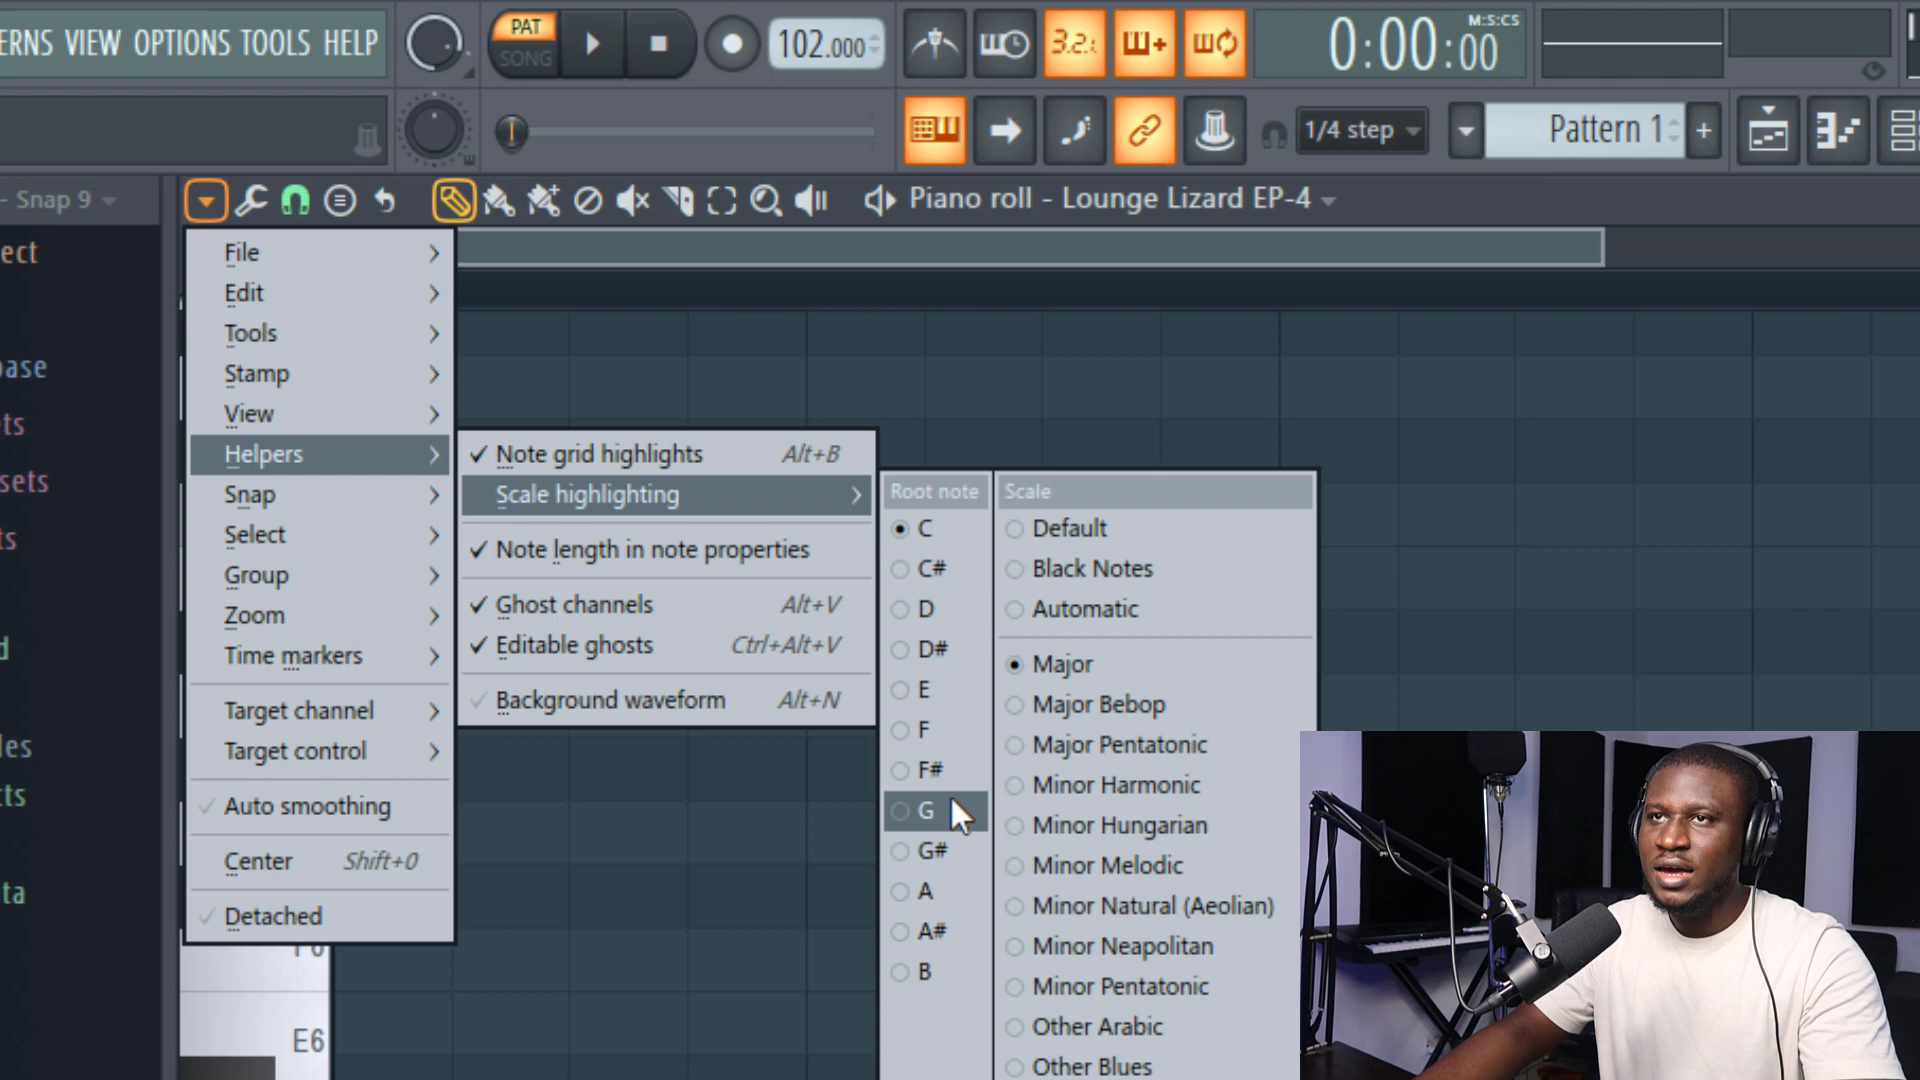 ERNS VIEW OPTIONS TOOLS HELP
PAT
SONG
102.000
3.2.
M:S:CS
0:00:00
1/4 step
Pattern 1
+
- Snap 9
Piano roll - Lounge Lizard EP-4
ect
base
ts
sets
ts
d
les
cts
ta
File
Edit
Tools
Stamp
View
Helpers
Snap
Select
Group
Zoom
Time markers
Target channel
Target control
Auto smoothing
Center Shift+0
Detached
Note grid highlights Alt+B
Scale highlighting
Note length in note properties
Ghost channels Alt+V
Editable ghosts Ctrl+Alt+V
Background waveform Alt+N
Root note
C
C#
D
D#
E
F
F#
G
G#
A
A#
B
Scale
Default
Black Notes
Automatic
Major
Major Bebop
Major Pentatonic
Minor Harmonic
Minor Hungarian
Minor Melodic
Minor Natural (Aeolian)
Minor Neapolitan
Minor Pentatonic
Other Arabic
Other Blues
E6